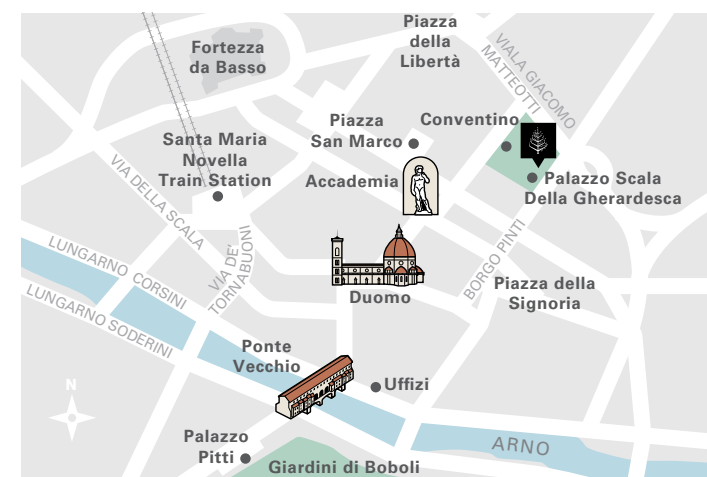 Piazza
della
Libertà
Fortezza
da Basso
VIALA GIACOMO
MATTEOTTI
Piazza
San Marco
Conventino
Santa Maria
Novella
Train Station
Accademia
Palazzo Scala
Della Gherardesca
VIA DELLA SCALA
VIA DE'
TORNABUONI
BORGO PINTI
LUNGARNO CORSINI
LUNGARNO SODERINI
Duomo
Piazza della
Signoria
Ponte
Vecchio
Uffizi
N
Palazzo
Pitti
Giardini di Boboli
ARNO